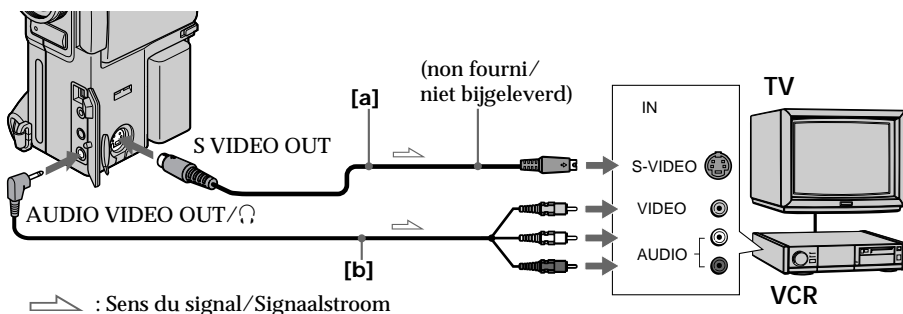 (non fourni/
niet bijgeleverd)
[a]
TV
IN
S VIDEO OUT
S-VIDEO
VIDEO
AUDIO VIDEO OUT/
AUDIO
[b]
VCR
: Sens du signal/Signaalstroom